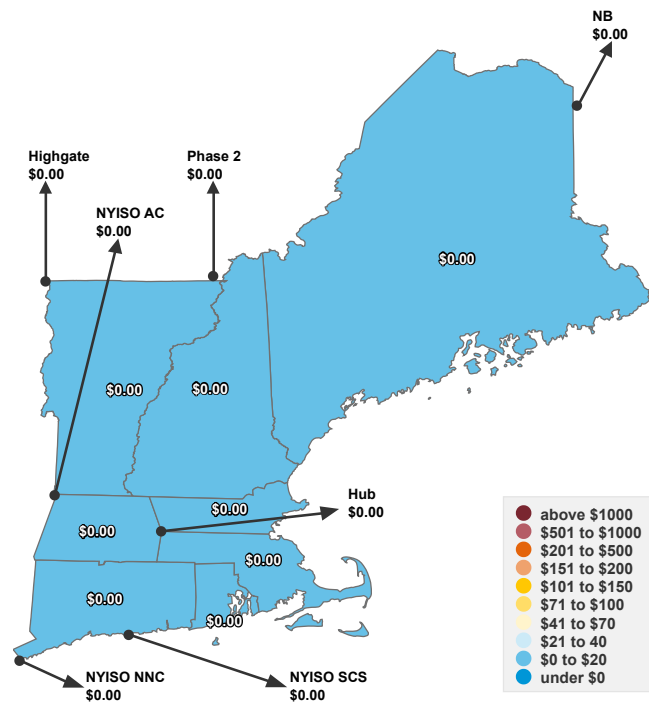 NB
$0.00
Highgate
$0.00
Phase 2
$0.00
NYISO AC
$0.00
$0.00
$0.00
$0.00
Hub
$0.00
$0.00
$0.00
$0.00
$0.00
$0.00
NYISO NNC
$0.00
NYISO SCS
$0.00
above $1000
$501 to $1000
$201 to $500
$151 to $200
$101 to $150
$71 to $100
$41 to $70
$21 to 40
$0 to $20
under $0